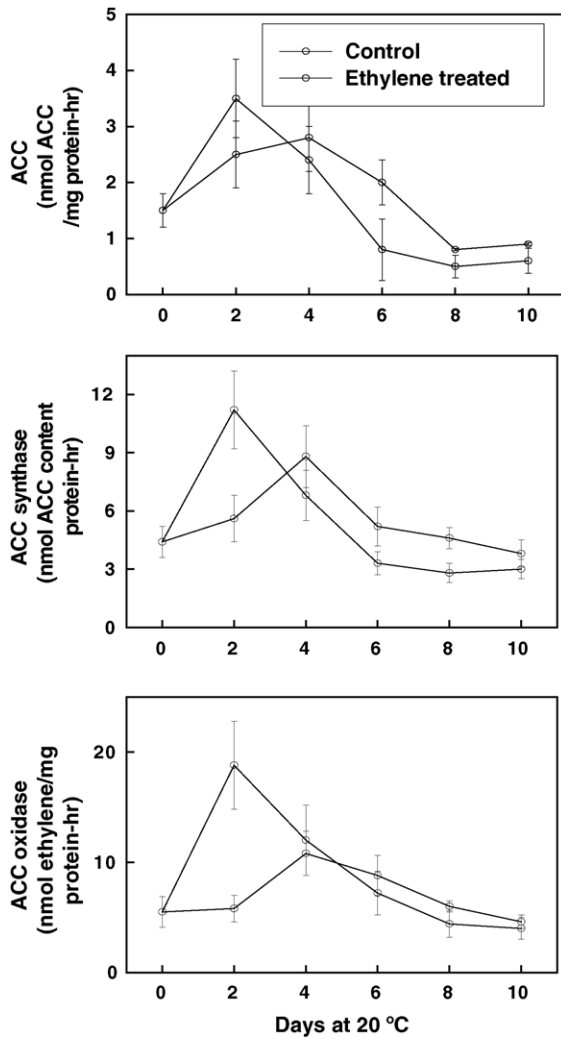 5
4
3
2
1
0
ACC
(nmol ACC
/mg protein-hr)
Control
Ethylene treated
0 2 4 6 8 10
12
9
6
3
0
ACC synthase
(nmol ACC content
protein-hr)
0 2 4 6 8 10
20
10
0
ACC oxidase
(nmol ethylene/mg
protein-hr)
0 2 4 6 8 10
Days at 20 °C